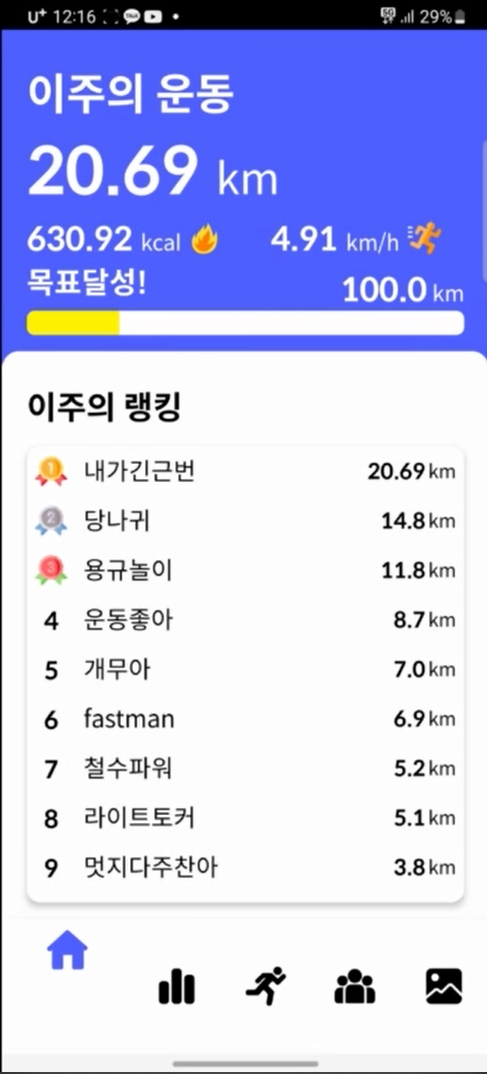 U+ 12:16 29%
이주의 운동
20.69 km
630.92 kcal 4.91 km/h
목표달성!
100.0 km
이주의 랭킹
1 내가긴근번 20.69 km
2 당나귀 14.8 km
3 용규놀이 11.8 km
4 운동좋아 8.7 km
5 개무아 7.0 km
6 fastman 6.9 km
7 철수파워 5.2 km
8 라이트토커 5.1 km
9 멋지다주찬아 3.8 km